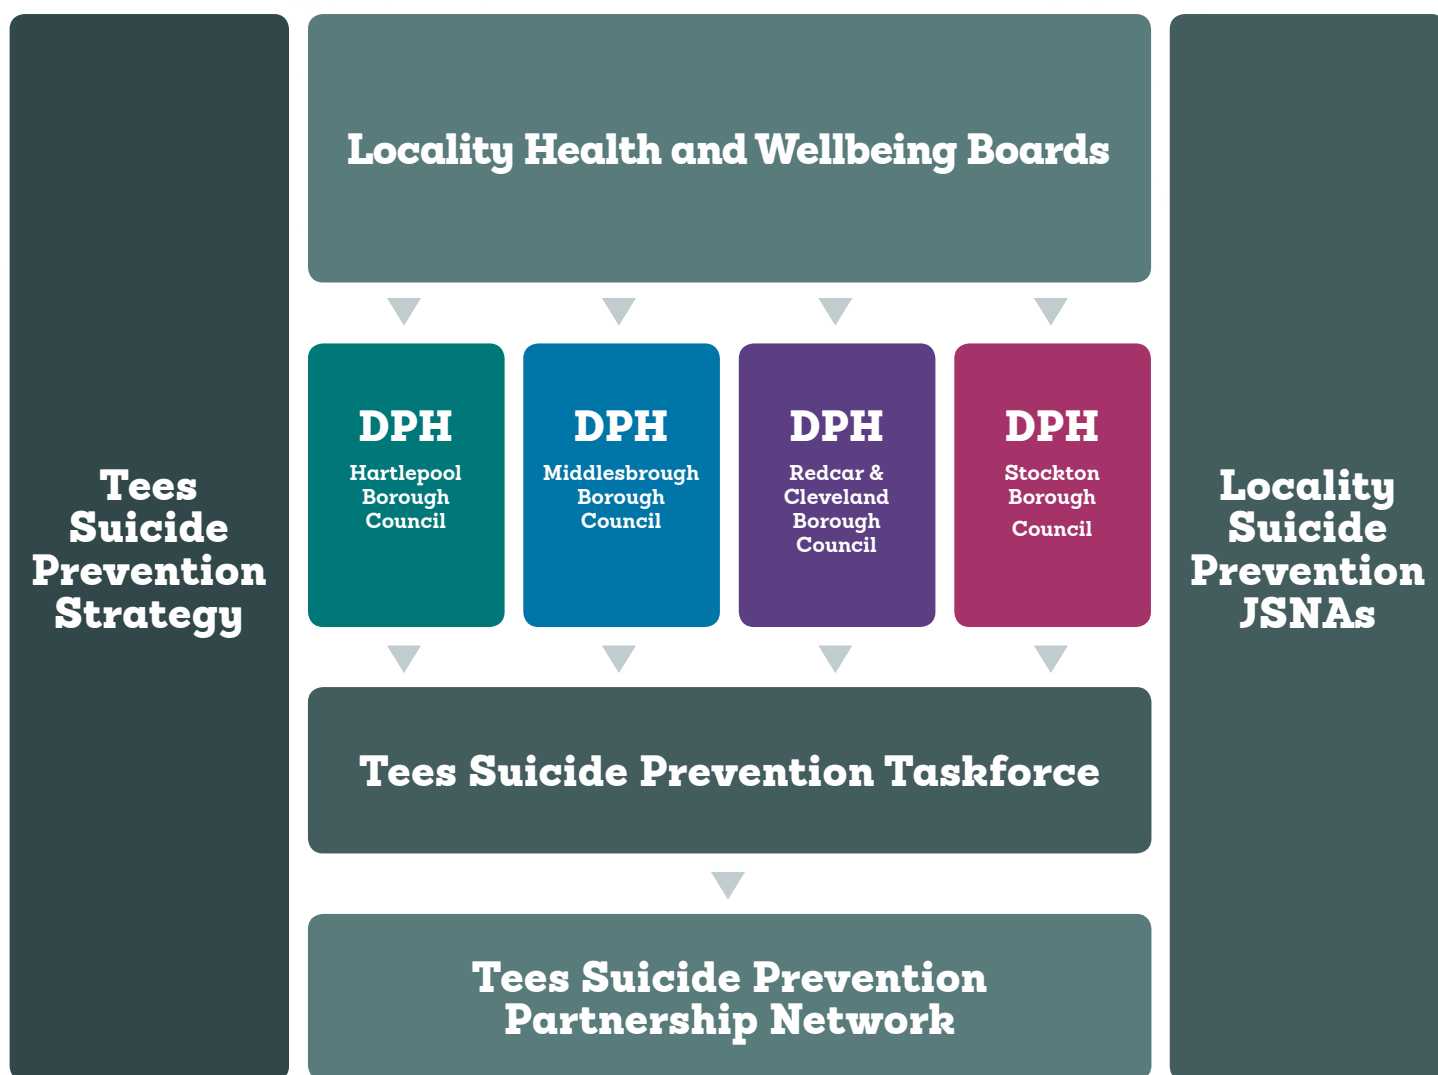 Locality Health and Wellbeing Boards
DPH
Hartlepool
Borough
Council
DPH
Middlesbrough
Borough
Council
DPH
Redcar &
Cleveland
Borough
Council
DPH
Stockton
Borough
Council
Tees
Suicide
Prevention
Strategy
Locality
Suicide
Prevention
JSNAs
Tees Suicide Prevention Taskforce
Tees Suicide Prevention
Partnership Network